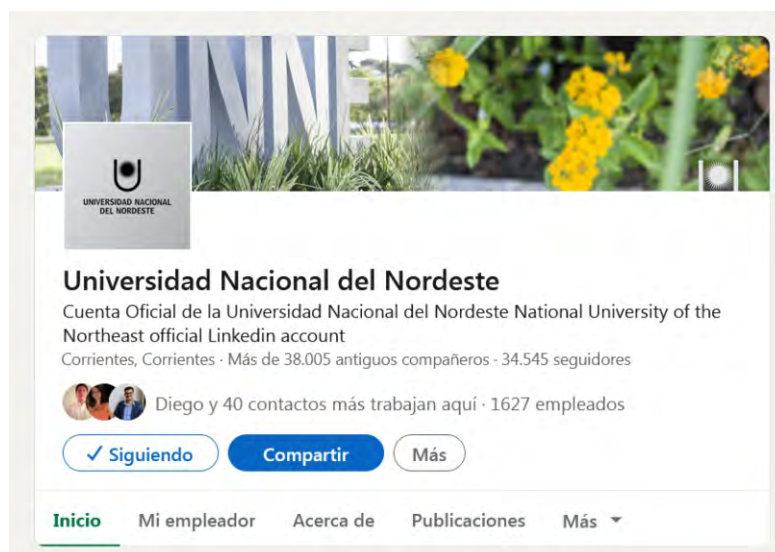 UNNE
UNIVERSIDAD NACIONAL
DEL NORDESTE
Universidad Nacional del Nordeste
Cuenta Oficial de la Universidad Nacional del Nordeste National University of the
Northeast official Linkedin account
Corrientes, Corrientes · Más de 38.005 antiguos compañeros · 34.545 seguidores
Diego y 40 contactos más trabajan aquí · 1627 empleados
✓ Siguiendo
Compartir
Más
Inicio
Mi empleador
Acerca de
Publicaciones
Más